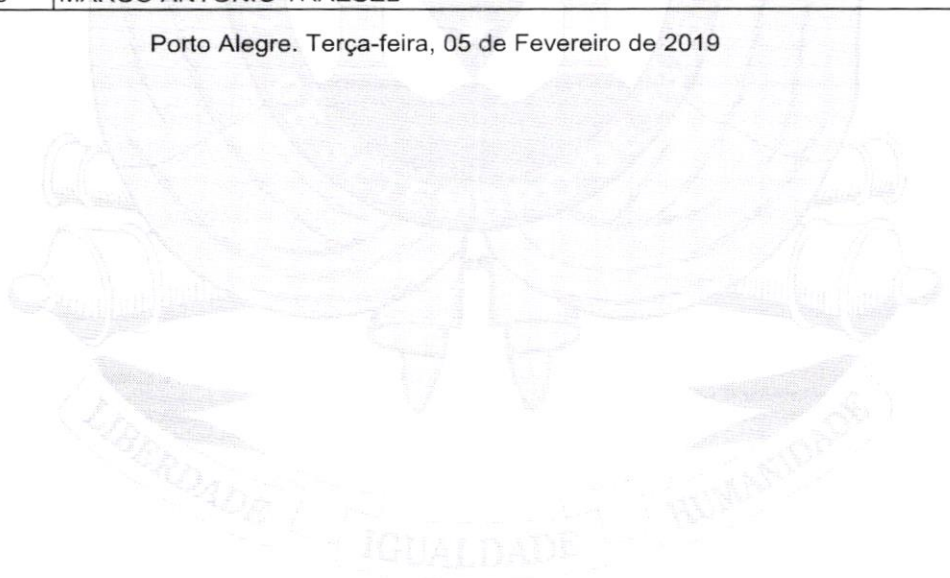 Porto Alegre. Terça-feira, 05 de Fevereiro de 2019
LIBERDADE
IGUALDADE
HUMANIDADE